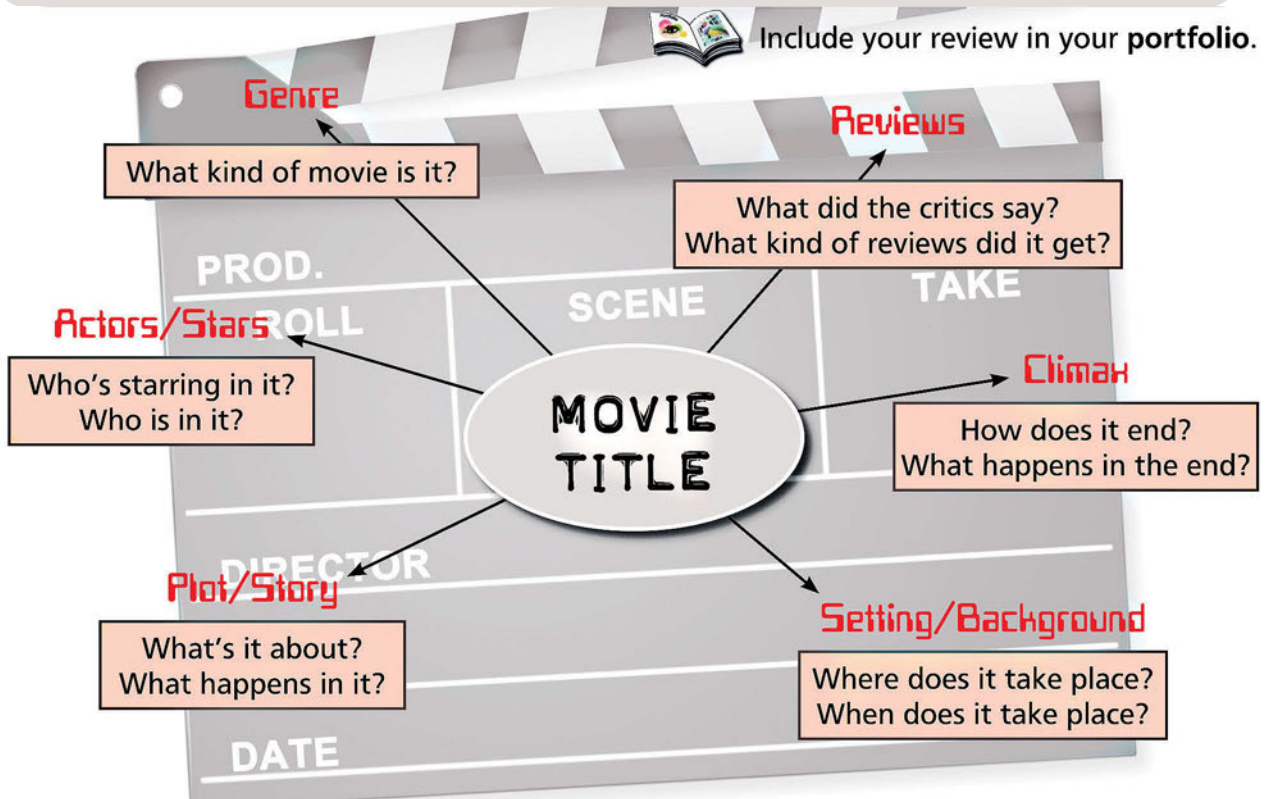 Include your review in your portfolio.
Genre
What kind of movie is it?
Reviews
What did the critics say?
What kind of reviews did it get?
PROD.
ROLL
SCENE
TAKE
Actors/Stars
Who's starring in it?
Who is in it?
MOVIE
TITLE
Climax
How does it end?
What happens in the end?
DIRECTOR
Plot/Story
What's it about?
What happens in it?
Setting/Background
Where does it take place?
When does it take place?
DATE